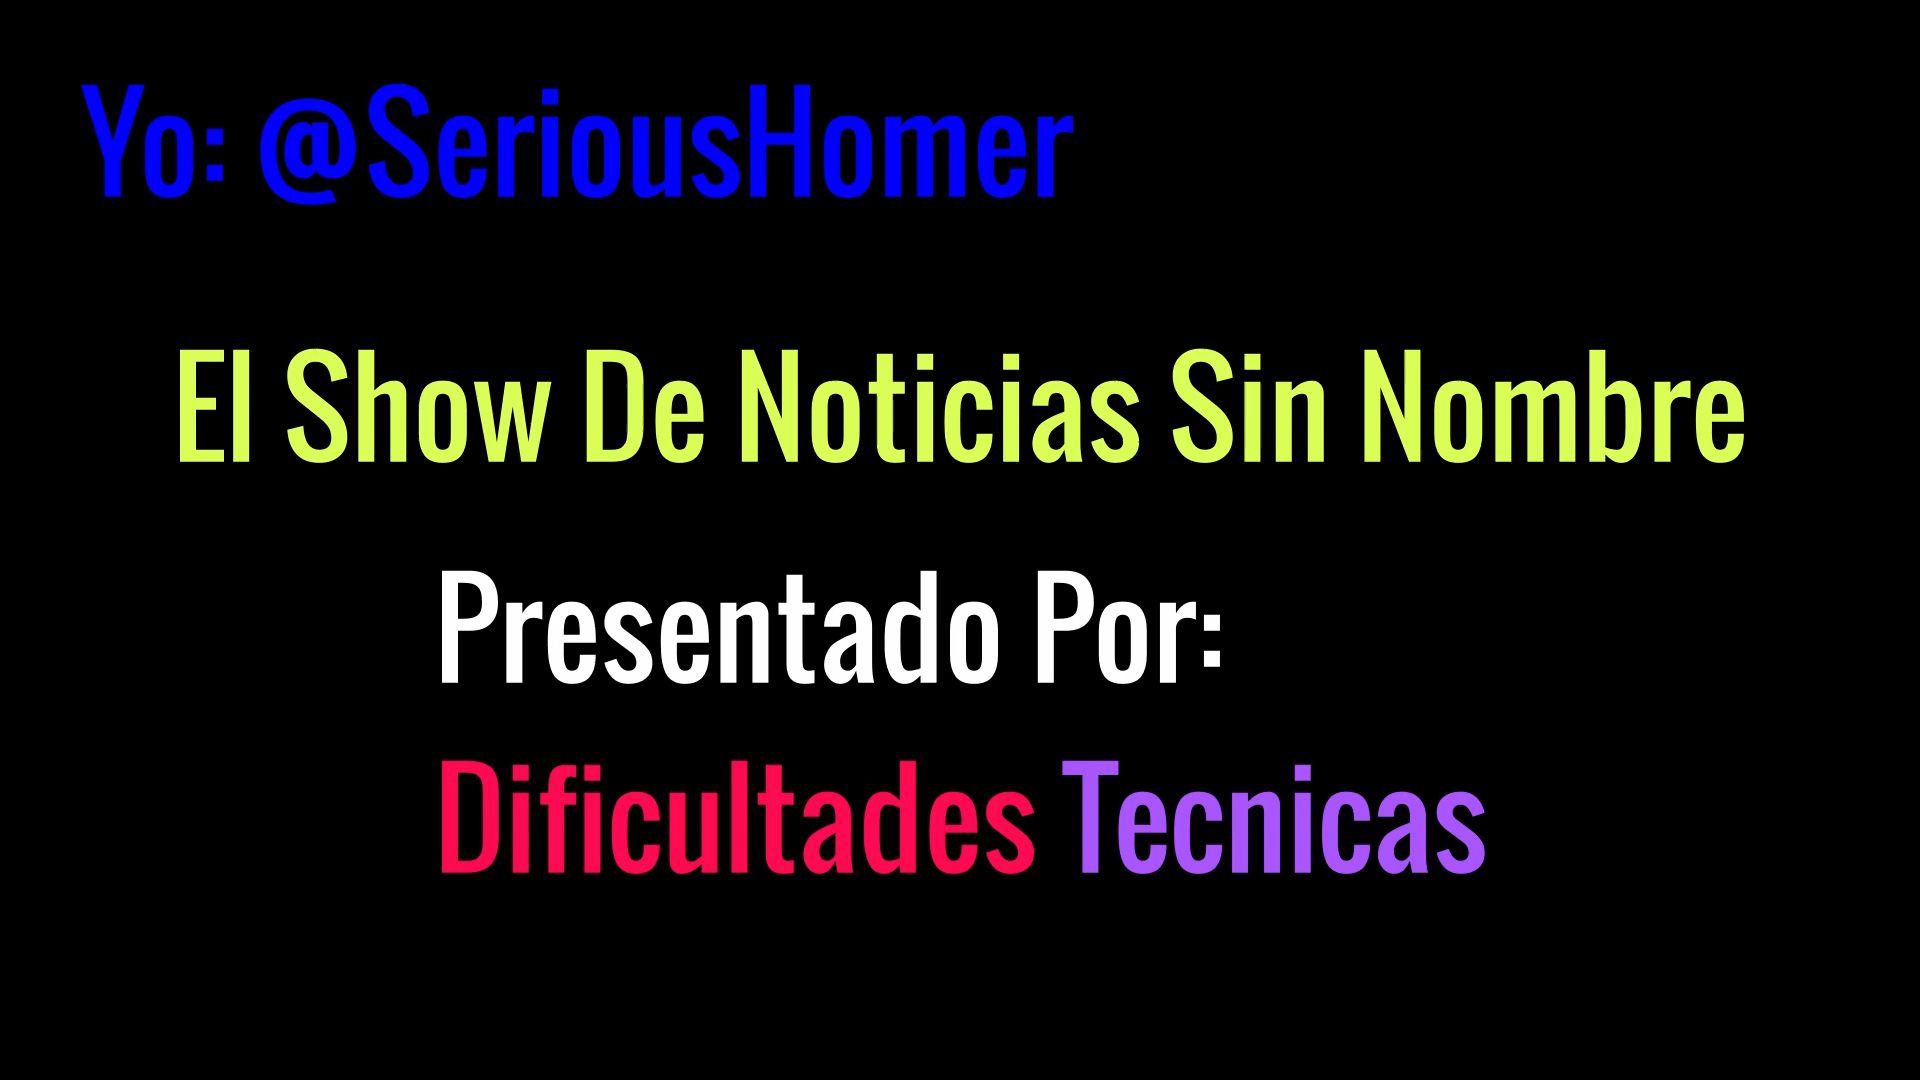 Yo: @SeriousHomer
El Show De Noticias Sin Nombre
Presentado Por:
Dificultades Tecnicas